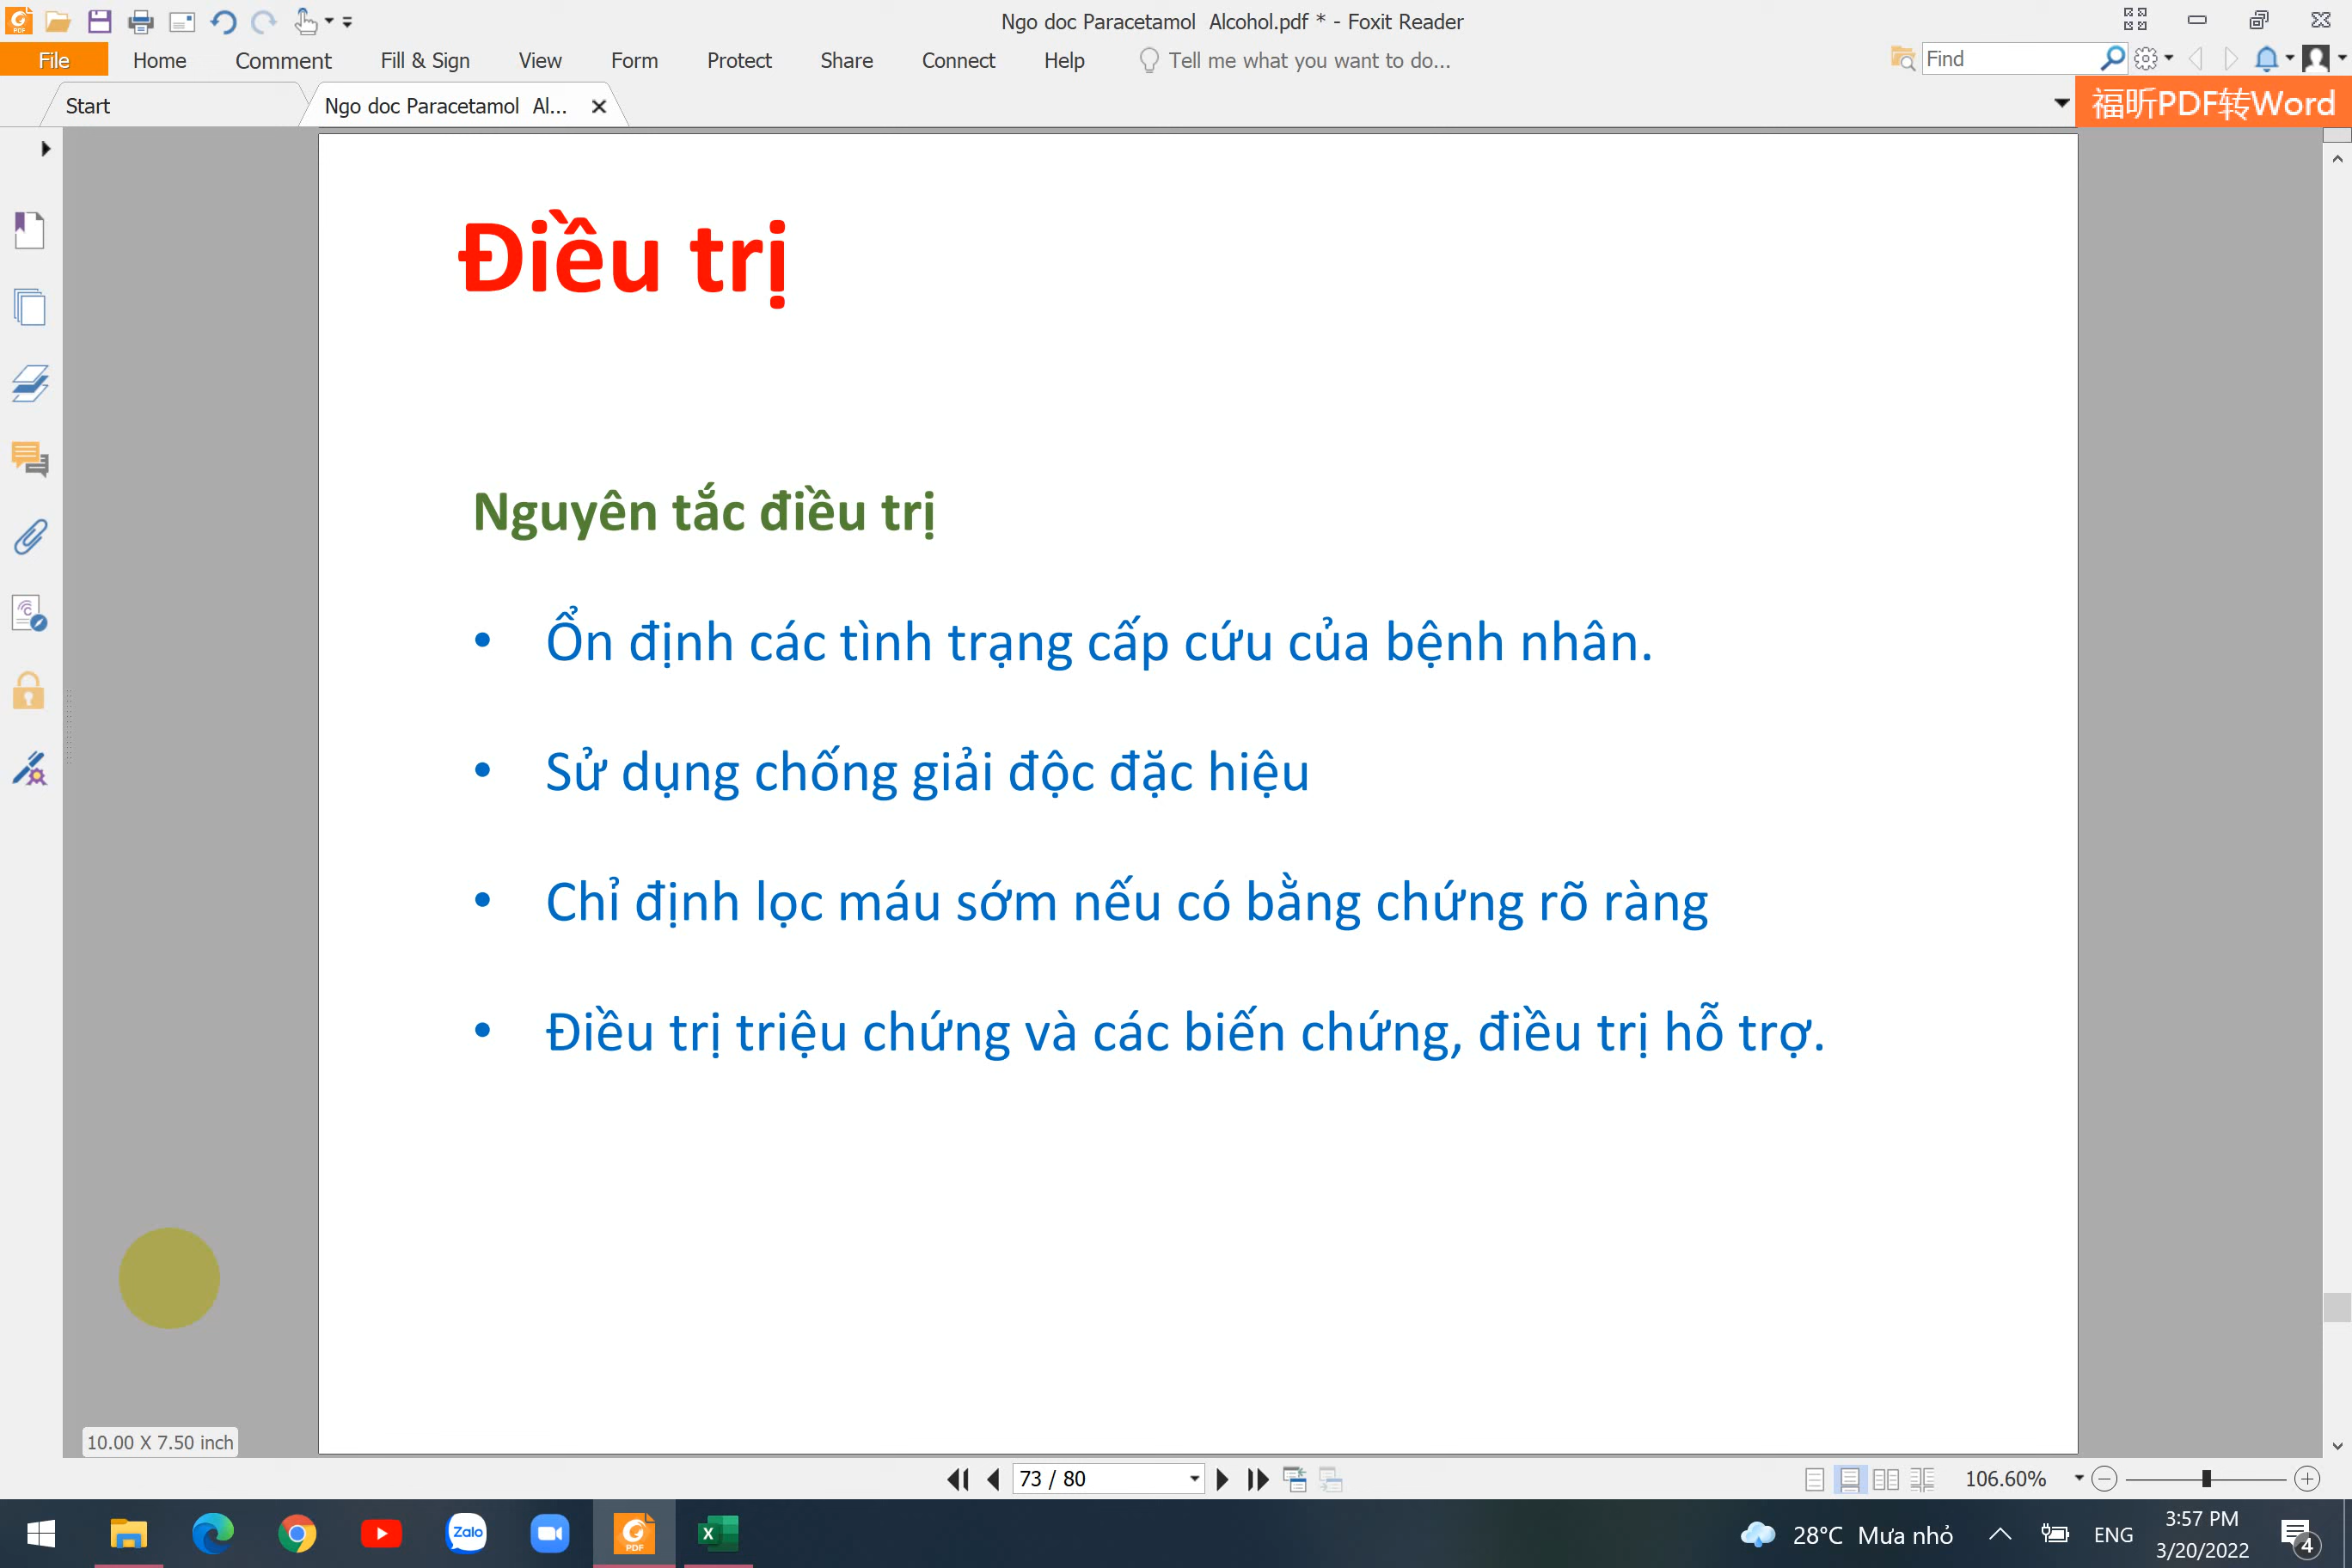 Ngo doc Paracetamol Alcohol.pdf * - Foxit Reader
File Home Comment Fill & Sign View Form Protect Share Connect Help Tell me what you want to do... Find
Start Ngo doc Paracetamol Al... 福昕PDF转Word
Điều trị
Nguyên tắc điều trị
• Ổn định các tình trạng cấp cứu của bệnh nhân.
• Sử dụng chống giải độc đặc hiệu
• Chỉ định lọc máu sớm nếu có bằng chứng rõ ràng
• Điều trị triệu chứng và các biến chứng, điều trị hỗ trợ.
10.00 X 7.50 inch
73 / 80 106.60%
Zalo PDF X 28°C Mưa nhỏ ENG 3:57 PM
3/20/2022 4